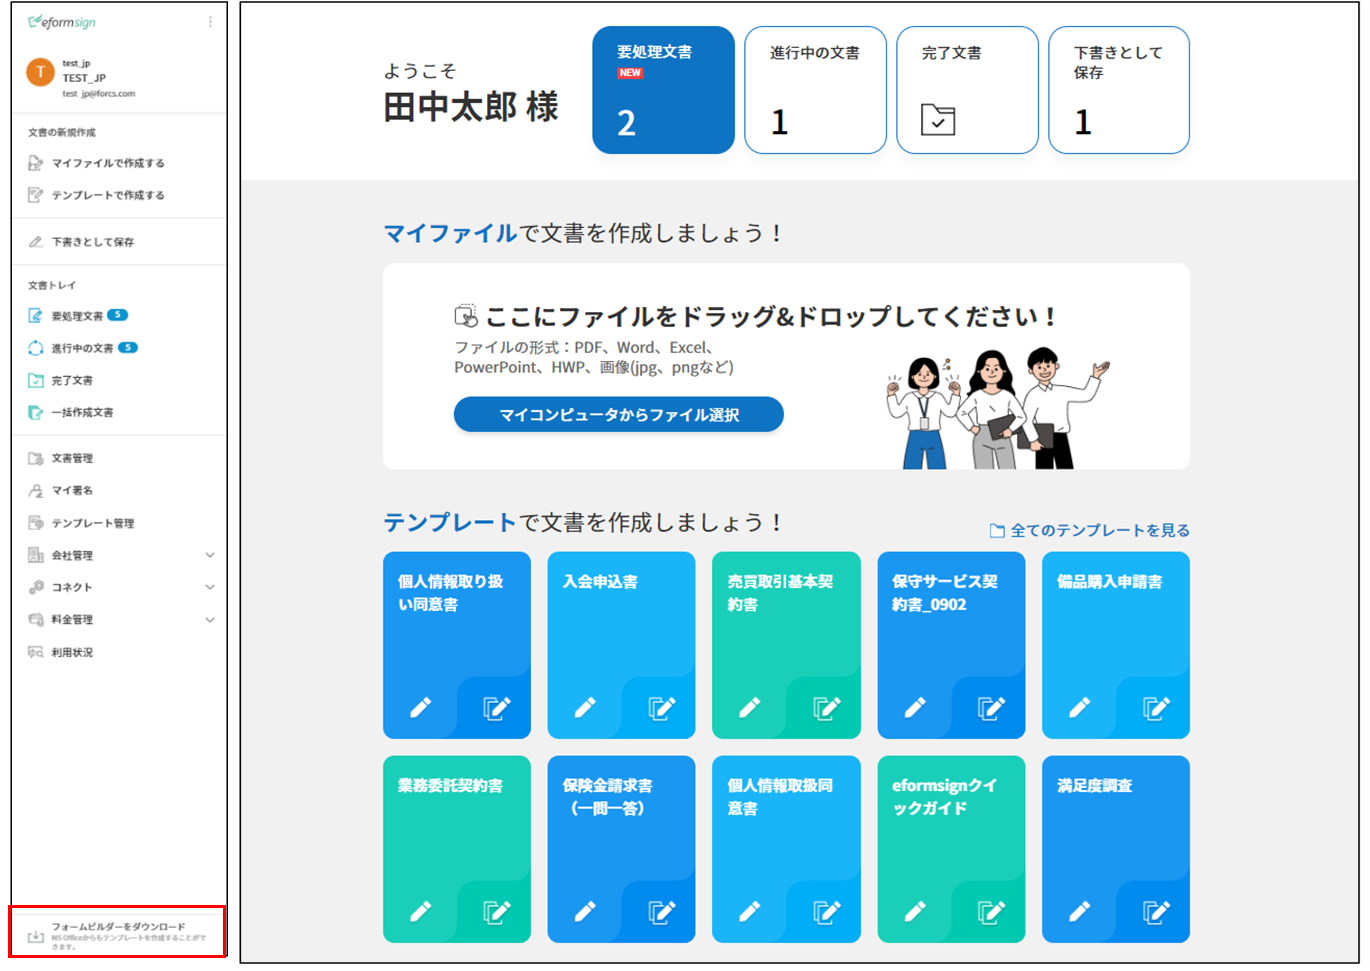 eformsign
T
test_jp
TEST_JP
test_jp@forcs.com
文書の新規作成
マイファイルで作成する
テンプレートで作成する
下書きとして保存
文書トレイ
要処理文書 5
進行中の文書 5
完了文書
一括作成文書
文書管理
マイ署名
テンプレート管理
会社管理
コネクト
料金管理
利用状況
フォームビルダーをダウンロード
MS Officeからもテンプレートを作成することがで
きます。
ようこそ
田中太郎 様
要処理文書
NEW
2
進行中の文書
1
完了文書
下書きとして
保存
1
マイファイルで文書を作成しましょう！
ここにファイルをドラッグ&ドロップしてください！
ファイルの形式：PDF、Word、Excel、
PowerPoint、HWP、画像(jpg、pngなど)
マイコンピュータからファイル選択
テンプレートで文書を作成しましょう！
全てのテンプレートを見る
個人情報取り扱
い同意書
入会申込書
売買取引基本契
約書
保守サービス契
約書_0902
備品購入申請書
業務委託契約書
保険金請求書
（一問一答）
個人情報取扱同
意書
eformsignクイ
ックガイド
満足度調査